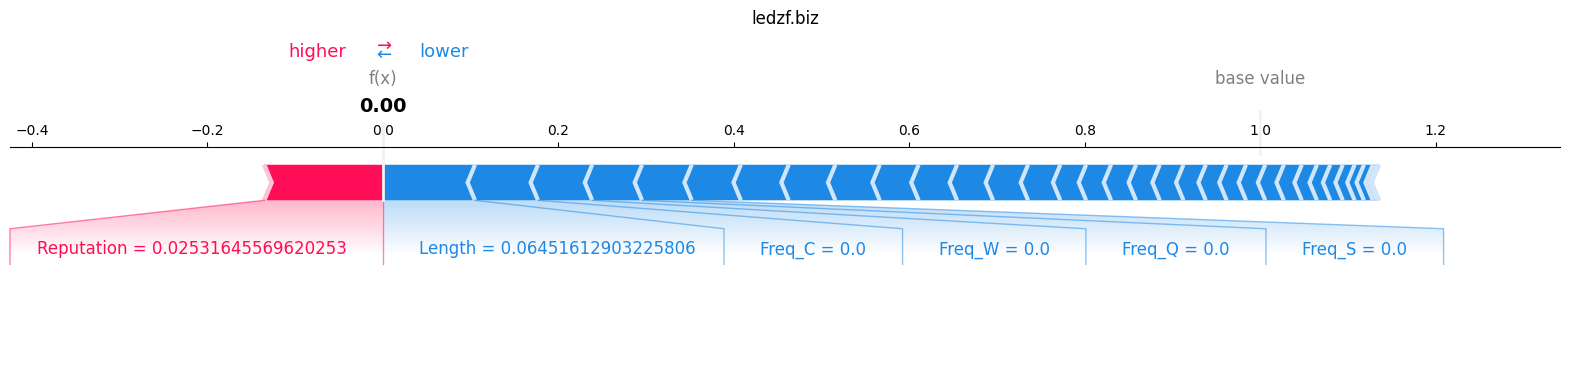 ledzf.biz
higher ⇄ lower
f(x)
base value
0.00
−0.4 −0.2 0.0 0.2 0.4 0.6 0.8 1.0 1.2
Reputation = 0.02531645569620253 Length = 0.06451612903225806 Freq_C = 0.0 Freq_W = 0.0 Freq_Q = 0.0 Freq_S = 0.0